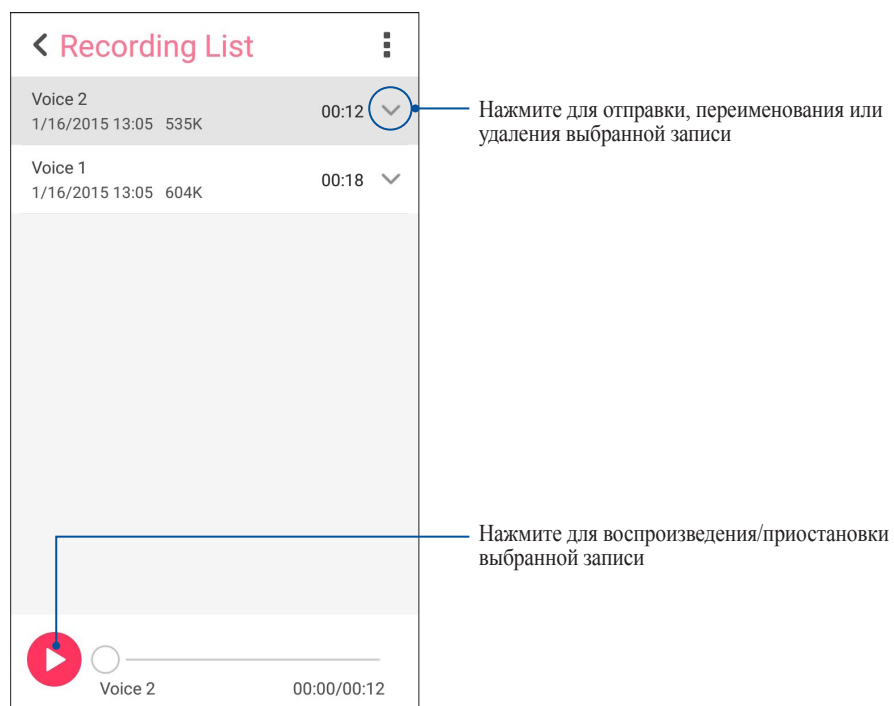 Recording List
Voice 2
1/16/2015 13:05 535K
00:12
Нажмите для отправки, переименования или
удаления выбранной записи
Voice 1
1/16/2015 13:05 604K
00:18
Нажмите для воспроизведения/приостановки
выбранной записи
Voice 2
00:00/00:12